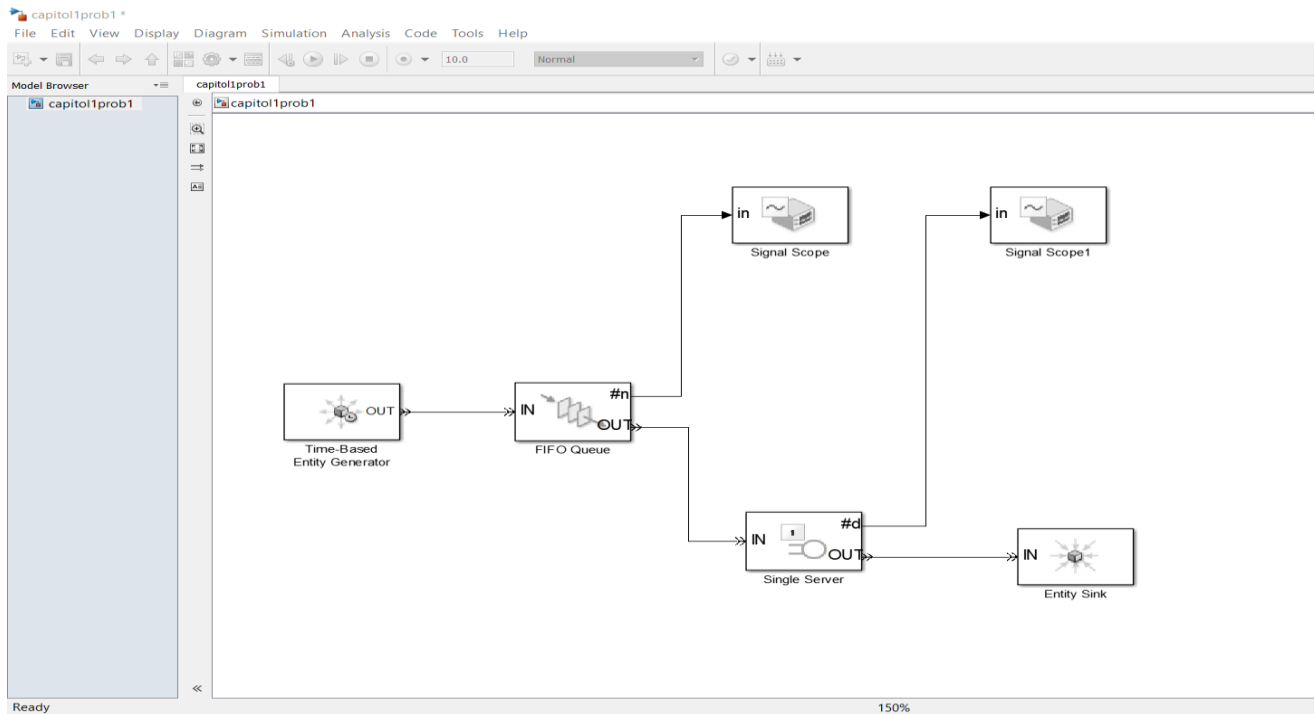 capitol1prob1 *
File Edit View Display Diagram Simulation Analysis Code Tools Help
10.0 Normal
Model Browser
capitol1prob1
capitol1prob1
capitol1prob1
in
Signal Scope
in
Signal Scope1
OUT
Time-Based
Entity Generator
IN
#n
OUT
FIFO Queue
IN
#d
OUT
Single Server
IN
Entity Sink
Ready 150%